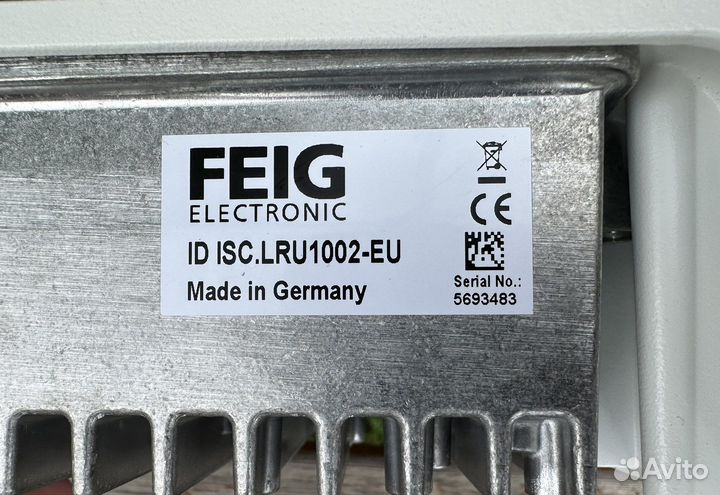 FEIG
ELECTRONIC
ID ISC.LRU1002-EU
Made in Germany
CE
Serial No.:
5693483
Avito